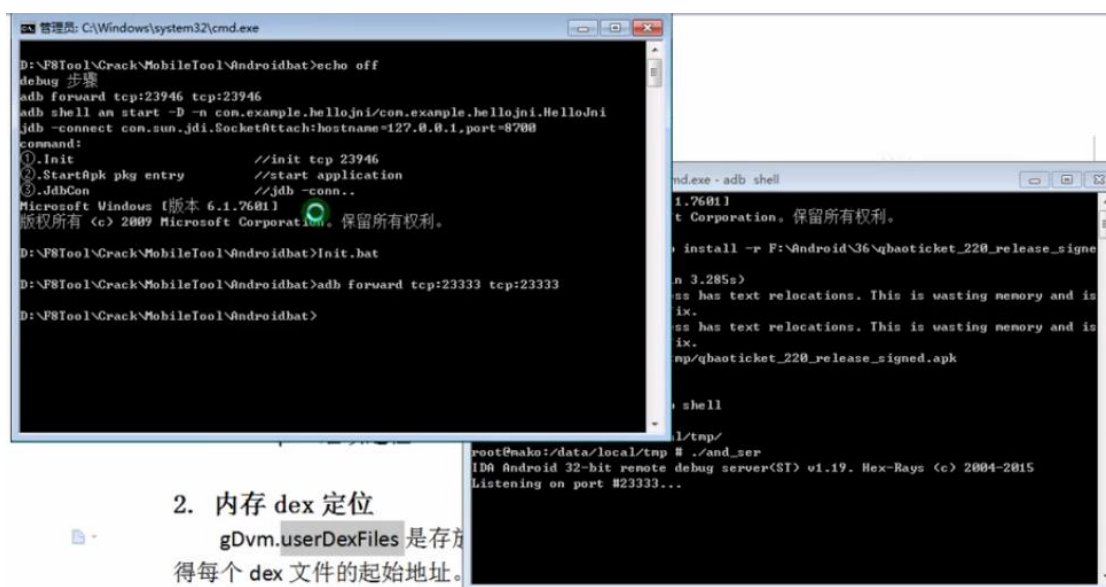 管理员: C:\Windows\system32\cmd.exe
D:\F8Tool\Crack\MobileTool\Androidbat>echo off
debug 步骤
adb forward tcp:23946 tcp:23946
adb shell am start -D -n com.example.hellojni/com.example.hellojni.HelloJni
jdb -connect com.sun.jdi.SocketAttach:hostname=127.0.0.1,port=8700
command:
①.Init //init tcp 23946
②.StartApk pkg entry //start application
③.JdbCon //jdb -conn..
Microsoft Windows [版本 6.1.7601]
版权所有 (c) 2009 Microsoft Corporation。保留所有权利。
D:\F8Tool\Crack\MobileTool\Androidbat>Init.bat
D:\F8Tool\Crack\MobileTool\Androidbat>adb forward tcp:23333 tcp:23333
D:\F8Tool\Crack\MobileTool\Androidbat>
md.exe - adb shell
1.7601]
t Corporation。保留所有权利。
install -r F:\Android\36\qbaoticket_220_release_signe
n 3.285s)
ss has text relocations. This is wasting memory and is
ix.
ss has text relocations. This is wasting memory and is
ix.
mp/qbaoticket_220_release_signed.apk
shell
l/tmp/
root@mako:/data/local/tmp # ./and_ser
IDA Android 32-bit remote debug server(ST) v1.19. Hex-Rays (c) 2004-2015
Listening on port #23333...
2. 内存 dex 定位
gDvm.userDexFiles 是存放
得每个 dex 文件的起始地址。